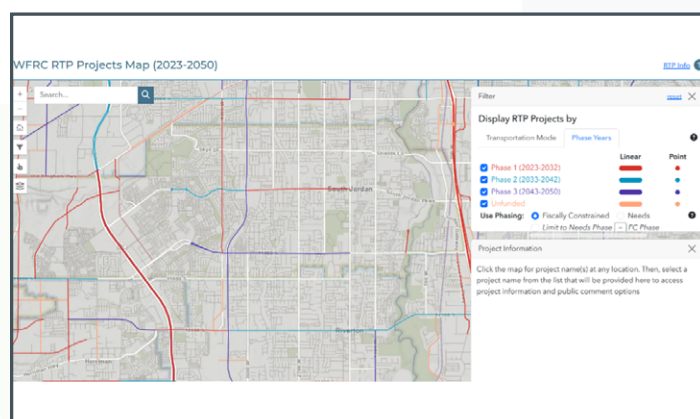 WFRC RTP Projects Map (2023-2050)
RTP Info
Search...
Filter
reset
Display RTP Projects by
Transportation Mode
Phase Years
Linear
Point
Phase 1 (2023-2032)
Phase 2 (2033-2042)
Phase 3 (2043-2050)
Unfunded
Use Phasing: Fiscally Constrained Needs
Limit to Needs Phase – FC Phase
Project Information
Click the map for project name(s) at any location. Then, select a
project name from the list that will be provided here to access
project information and public comment options
South Jordan
Riverton
Herriman